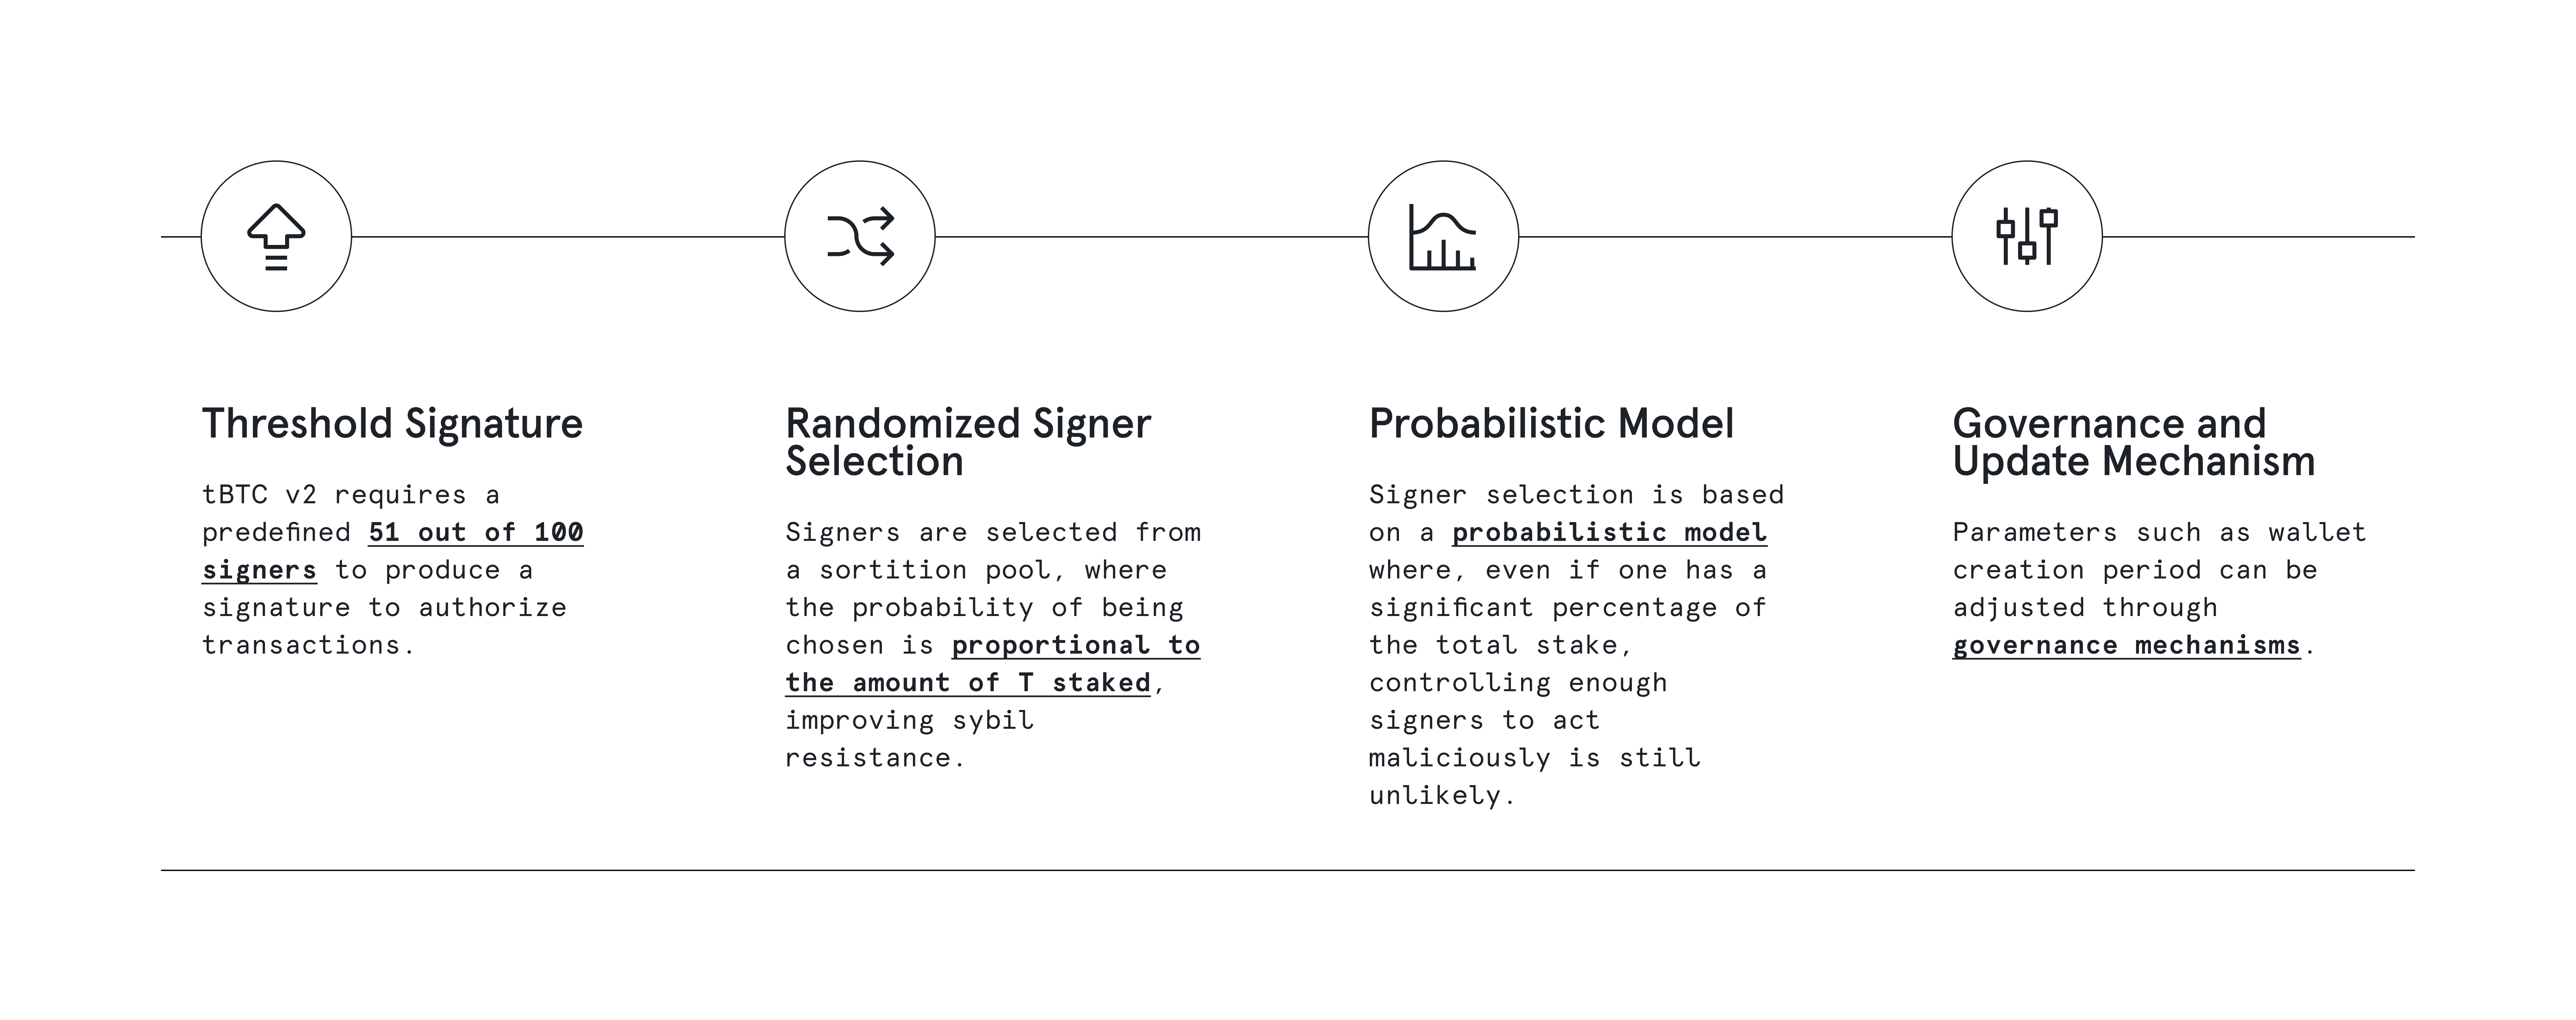 Threshold Signature
tBTC v2 requires a
predefined 51 out of 100
signers to produce a
signature to authorize
transactions.
Randomized Signer
Selection
Signers are selected from
a sortition pool, where
the probability of being
chosen is proportional to
the amount of T staked,
improving sybil
resistance.
Probabilistic Model
Signer selection is based
on a probabilistic model
where, even if one has a
significant percentage of
the total stake,
controlling enough
signers to act
maliciously is still
unlikely.
Governance and
Update Mechanism
Parameters such as wallet
creation period can be
adjusted through
governance mechanisms.